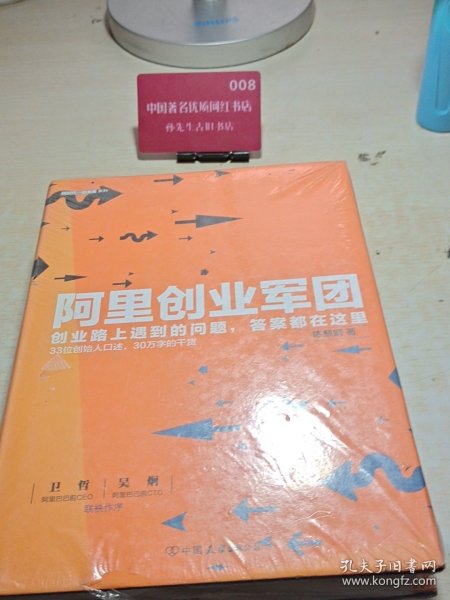 PHILIPS
008
中国著名优质网红书店
孙先生古旧书店
阿里创业军团
创业路上遇到的问题，答案都在这里
33位创始人口述，30万字的干货
卫哲
阿里巴巴前CEO
吴炯
阿里巴巴前CTO
联袂作序
孔夫子旧书网
www.kongfz.com